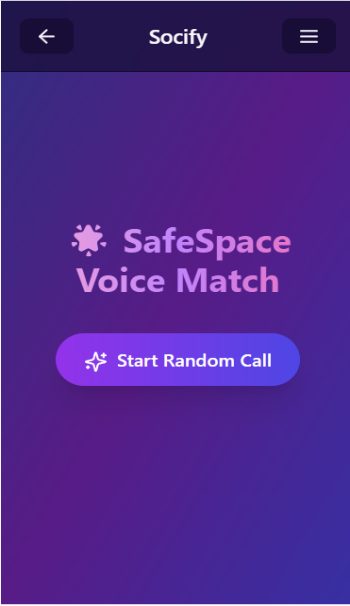 Socify
🌟 SafeSpace
Voice Match
Start Random Call